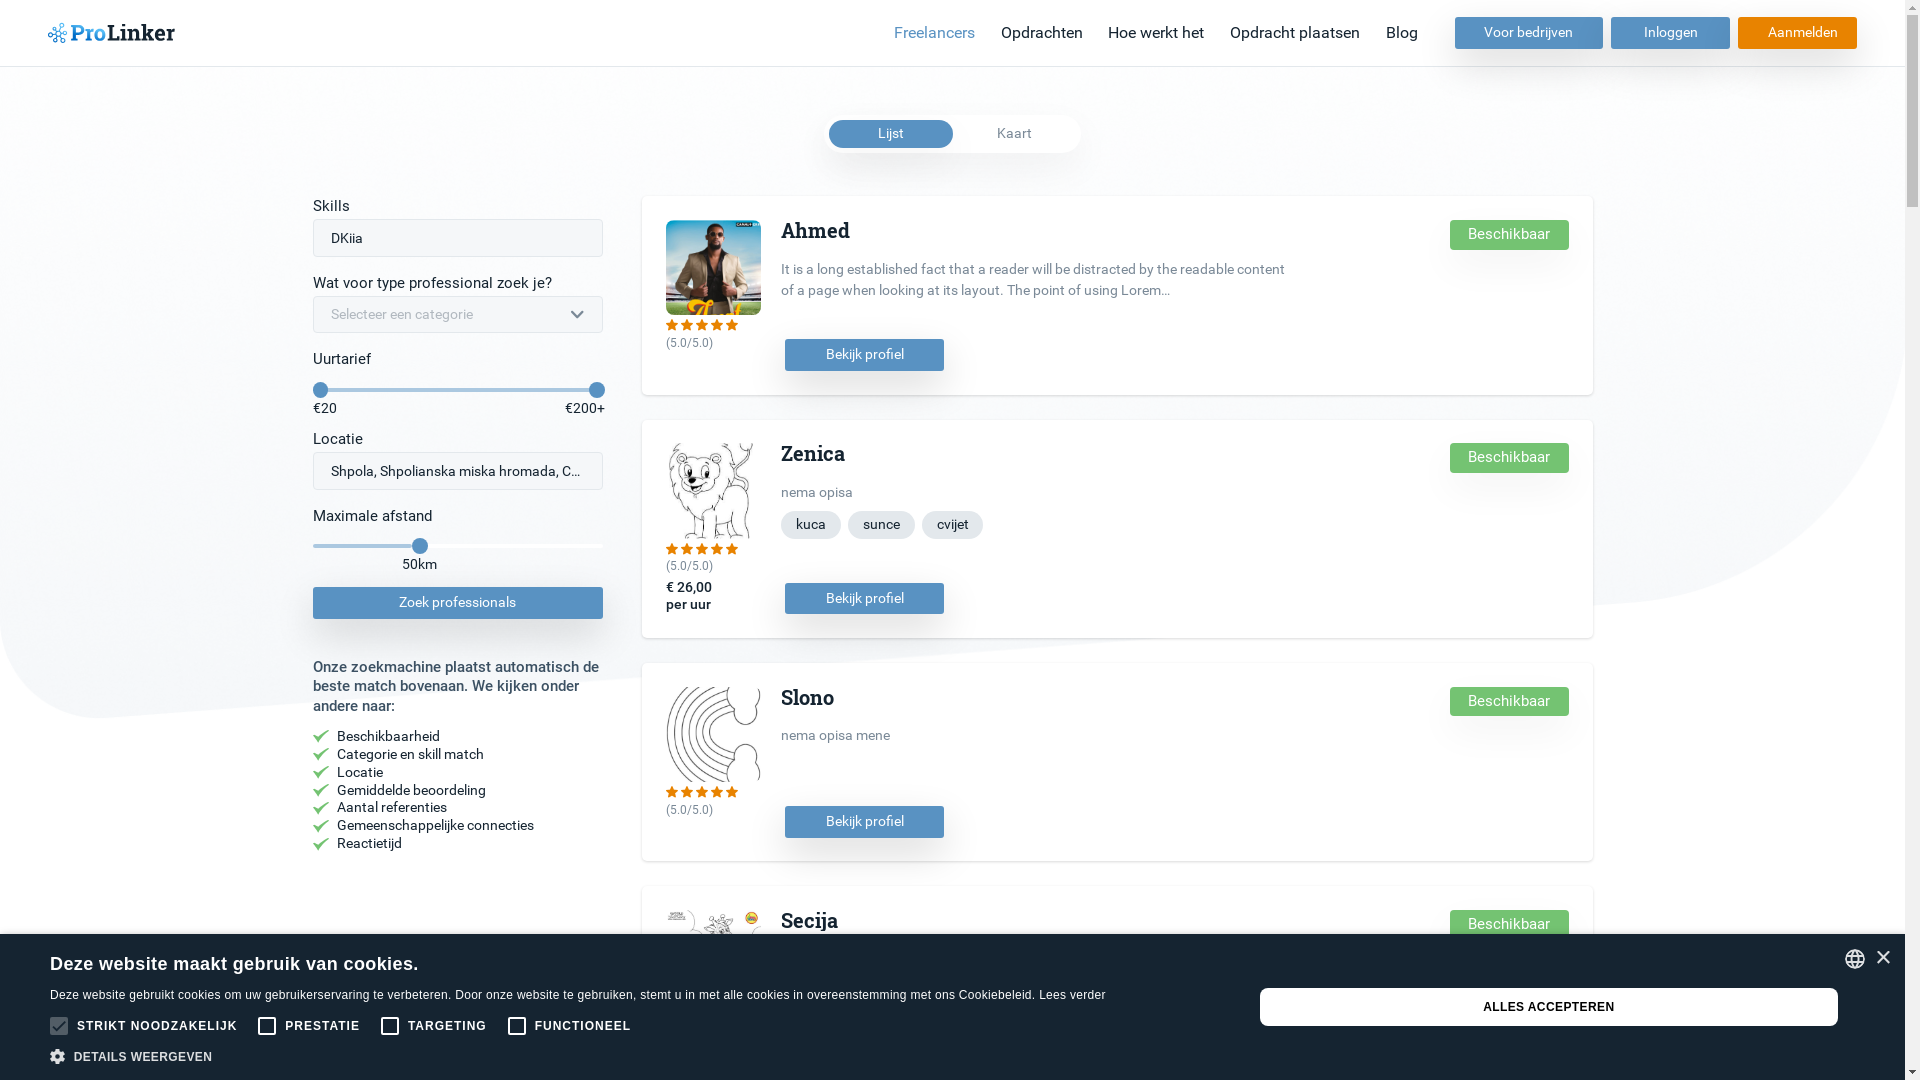 ProLinker
Freelancers
Opdrachten
Hoe werkt het
Opdracht plaatsen
Blog
Voor bedrijven
Inloggen
Aanmelden
Lijst
Kaart
Skills
DKiia
Wat voor type professional zoek je?
Selecteer een categorie
Uurtarief
€20
€200+
Locatie
Shpola, Shpolianska miska hromada, C...
Maximale afstand
50km
Zoek professionals
Onze zoekmachine plaatst automatisch de
beste match bovenaan. We kijken onder
andere naar:
Beschikbaarheid
Categorie en skill match
Locatie
Gemiddelde beoordeling
Aantal referenties
Gemeenschappelijke connecties
Reactietijd
Ahmed
Beschikbaar
It is a long established fact that a reader will be distracted by the readable content
of a page when looking at its layout. The point of using Lorem...
(5.0/5.0)
Bekijk profiel
Zenica
Beschikbaar
nema opisa
kuca
sunce
cvijet
(5.0/5.0)
€ 26,00
per uur
Bekijk profiel
Slono
Beschikbaar
nema opisa mene
(5.0/5.0)
Bekijk profiel
Secija
Beschikbaar
Deze website maakt gebruik van cookies.
Deze website gebruikt cookies om uw gebruikerservaring te verbeteren. Door onze website te gebruiken, stemt u in met alle cookies in overeenstemming met ons Cookiebeleid. Lees verder
STRIKT NOODZAKELIJK
PRESTATIE
TARGETING
FUNCTIONEEL
DETAILS WEERGEVEN
ALLES ACCEPTEREN